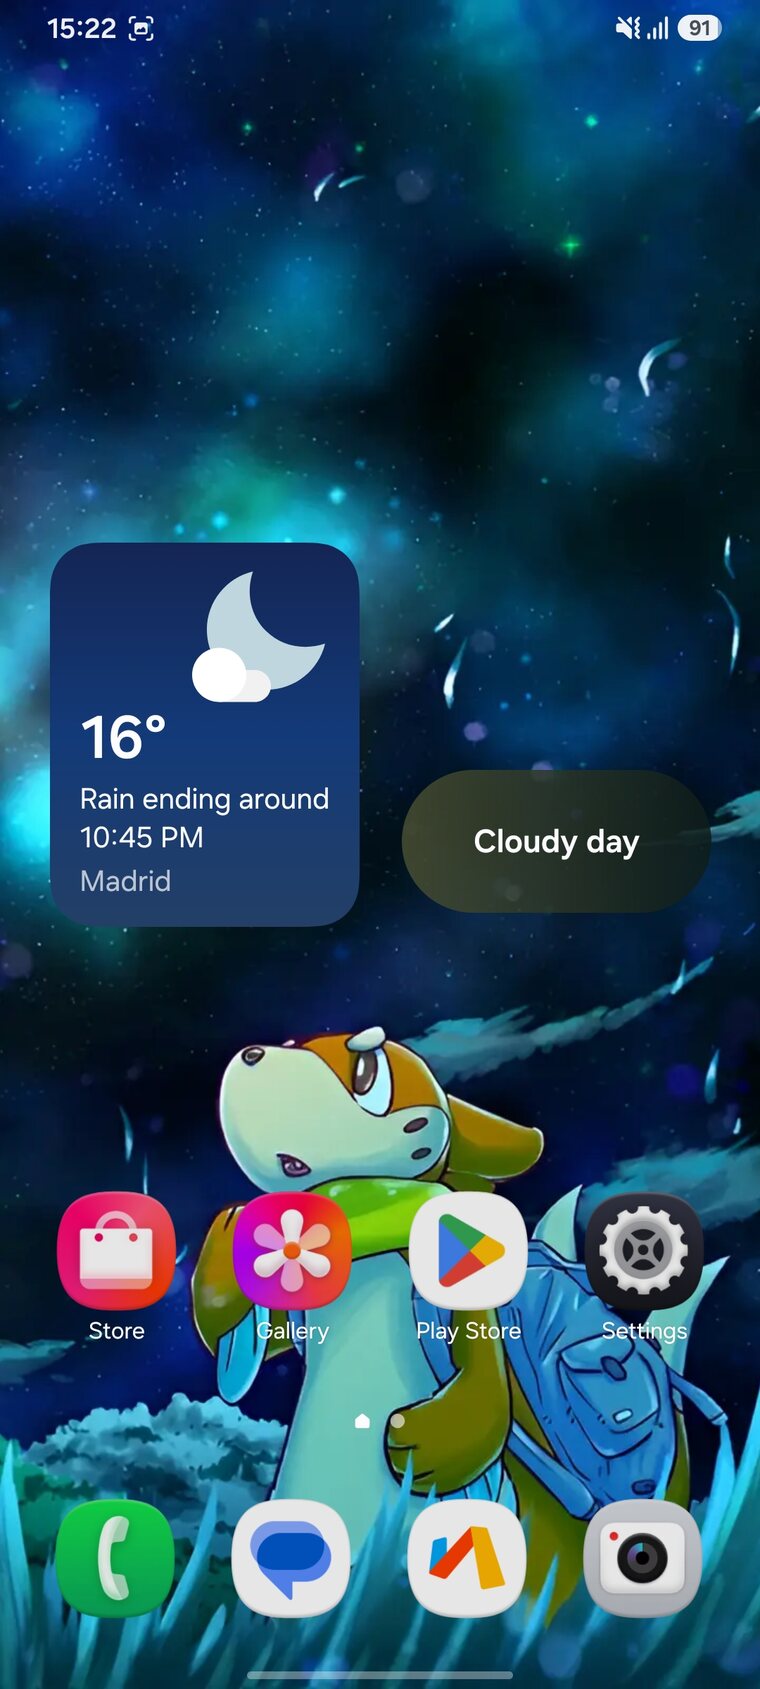 15:22
91
16°
Rain ending around
10:45 PM
Madrid
Cloudy day
Store
Gallery
Play Store
Settings